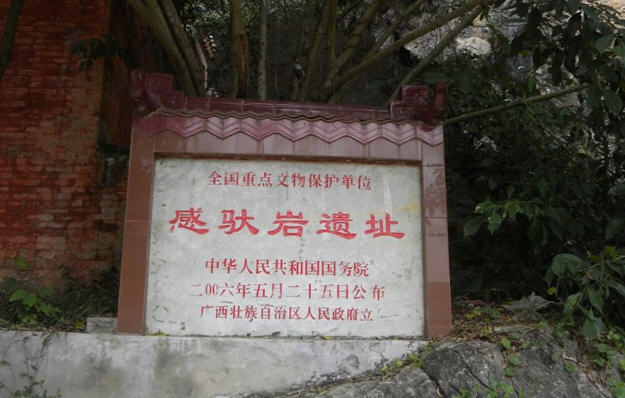 全国重点文物保护单位
感驮岩遗址
中华人民共和国国务院
二〇〇六年五月二十五日公布
广西壮族自治区人民政府立